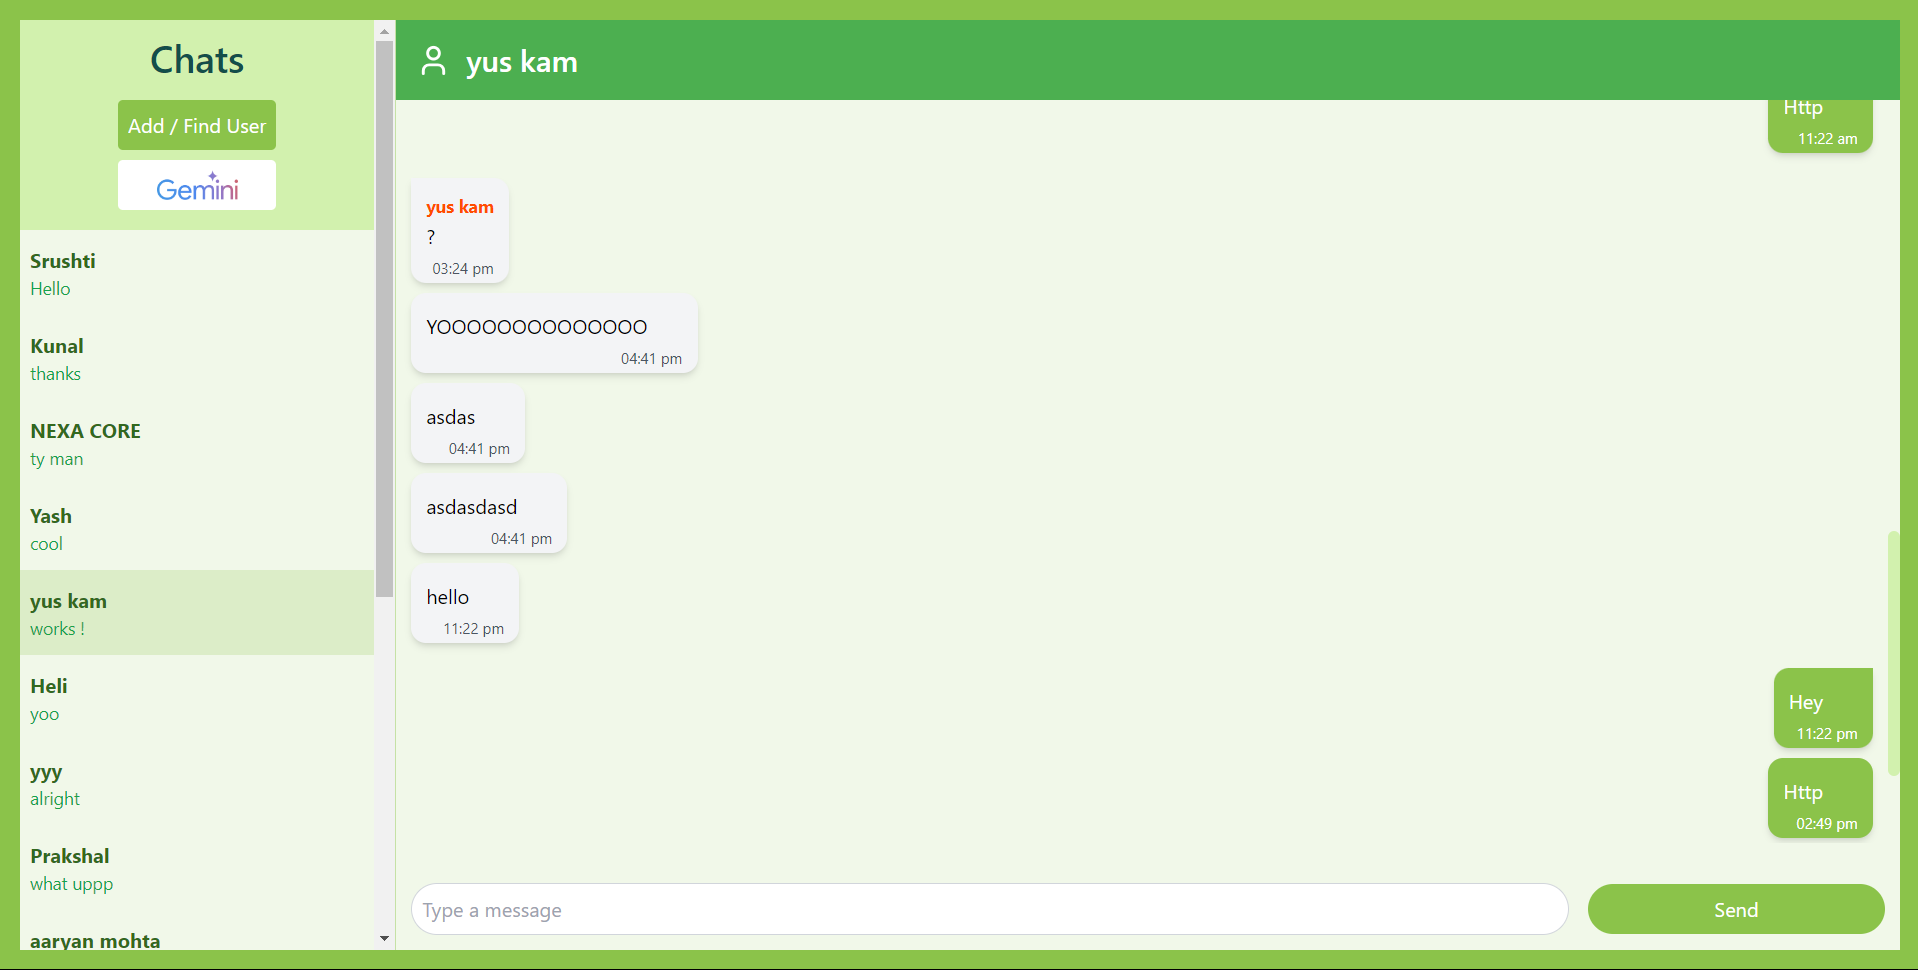 Chats
Add / Find User
Gemini
Srushti
Hello
Kunal
thanks
NEXA CORE
ty man
Yash
cool
yus kam
works !
Heli
yoo
yyy
alright
Prakshal
what uppp
aaryan mohta
yus kam
Http
11:22 am
yus kam
?
03:24 pm
YOOOOOOOOOOOOOO
04:41 pm
asdas
04:41 pm
asdasdasd
04:41 pm
hello
11:22 pm
Hey
11:22 pm
Http
02:49 pm
Type a message
Send